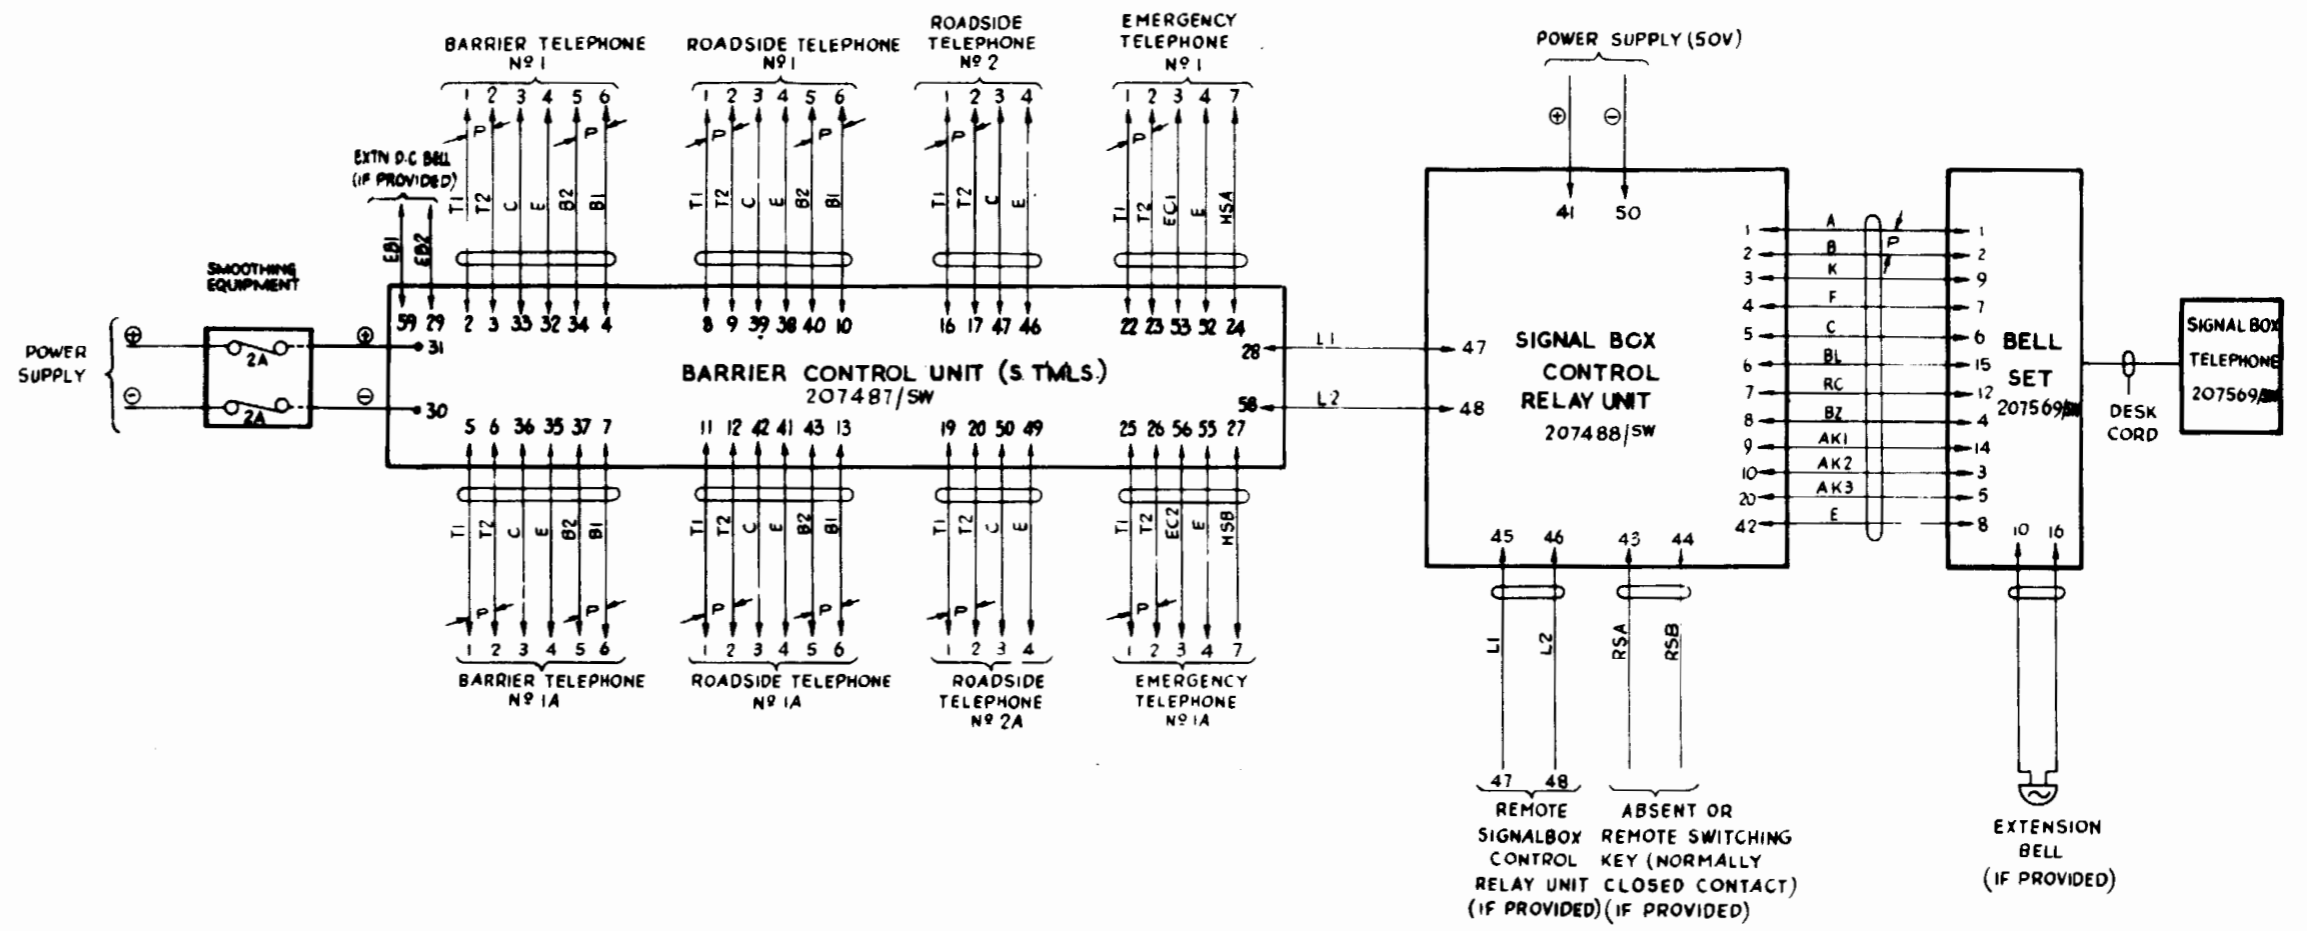 BARRIER TELEPHONE
Nº 1
ROADSIDE TELEPHONE
Nº 1
ROADSIDE
TELEPHONE
Nº 2
EMERGENCY
TELEPHONE
Nº 1
POWER SUPPLY (50V)
1 2 3 4 5 6
1 2 3 4 5 6
1 2 3 4
1 2 3 4 7
P P
P P
P
P
EXTN D.C BELL
(IF PROVIDED)
EB1 EB2
T1 T2 C E B2 B1
T1 T2 C E B2 B1
T1 T2 C E
T1 T2 EC1 E HSA
SMOOTHING
EQUIPMENT
POWER
SUPPLY
⊕ ⊕
2A
⊖ ⊖
2A
59 29 2 3 33 32 34 4
8 9 39 38 40 10
16 17 47 46
22 23 53 52 24
31
30
28
58
BARRIER CONTROL UNIT (S. TMLS.)
207487/SW
5 6 36 35 37 7
11 12 42 41 43 13
19 20 50 49
25 26 56 55 27
T1 T2 C E B2 B1
T1 T2 C E B2 B1
T1 T2 C E
T1 T2 EC2 E HSB
P P
P P
P
P
1 2 3 4 5 6
1 2 3 4 5 6
1 2 3 4
1 2 3 4 7
BARRIER TELEPHONE
Nº 1A
ROADSIDE TELEPHONE
Nº 1A
ROADSIDE
TELEPHONE
Nº 2A
EMERGENCY
TELEPHONE
Nº 1A
L1
L2
⊕ ⊖
41 50
47
48
SIGNAL BOX
CONTROL
RELAY UNIT
207488/SW
1 A 1
P
2 B 2
3 K 9
4 F 7
5 C 6
6 BL 15
7 RC 12
8 BZ 4
9 AK1 14
10 AK2 3
20 AK3 5
42 E 8
45 46 43 44
L1 L2 RSA RSB
47 48
REMOTE
SIGNALBOX
CONTROL
RELAY UNIT
(IF PROVIDED)
ABSENT OR
REMOTE SWITCHING
KEY (NORMALLY
CLOSED CONTACT)
(IF PROVIDED)
BELL
SET
207569/SW
10 16
EXTENSION
BELL
(IF PROVIDED)
DESK
CORD
SIGNAL BOX
TELEPHONE
207569/SW